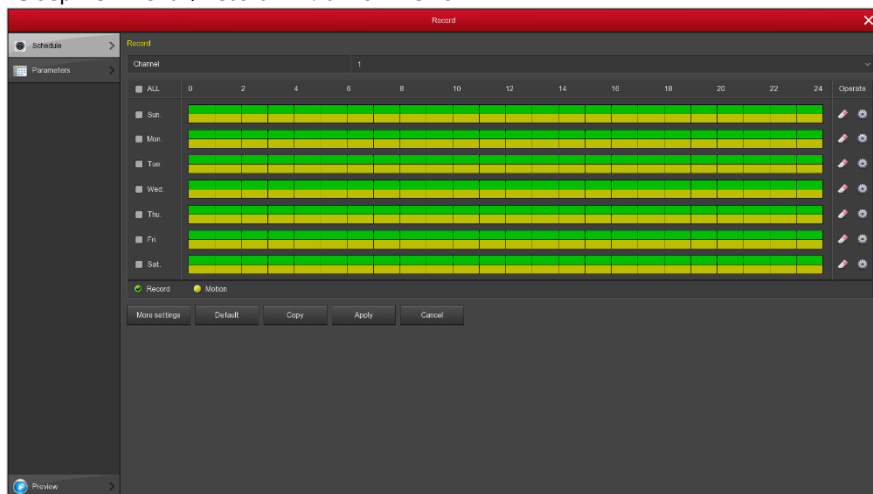 Record
Schedule
Parameters
Record
Channel 1
ALL 0 2 4 6 8 10 12 14 16 18 20 22 24 Operate
Sun.
Mon.
Tue.
Wed.
Thu.
Fri.
Sat.
Record Motion
More settings Default Copy Apply Cancel
Preview